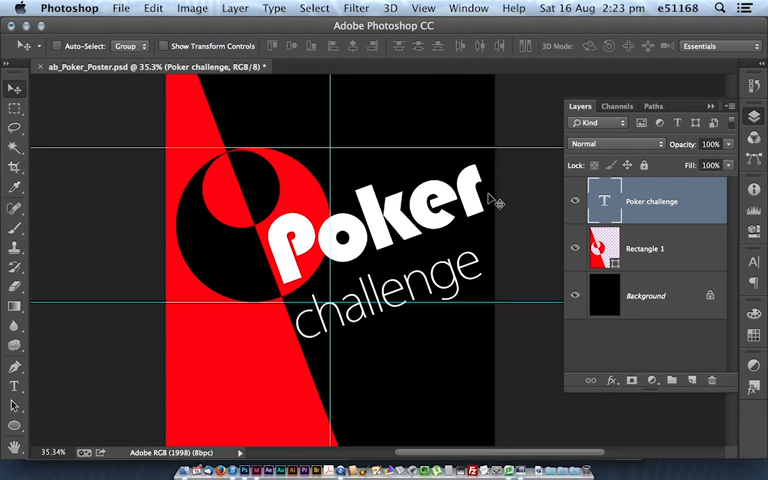 Photoshop File Edit Image Layer Type Select Filter 3D View Window Help Sat 16 Aug 2:23 pm e51168
Adobe Photoshop CC
Auto-Select: Group Show Transform Controls 3D Mode: Essentials
× ab_Poker_Poster.psd @ 35.3% (Poker challenge, RGB/8) *
Poker
challenge
Layers Channels Paths
Kind
Normal Opacity: 100%
Lock: Fill: 100%
Poker challenge
Rectangle 1
Background
35.34% Adobe RGB (1998) (8bpc)